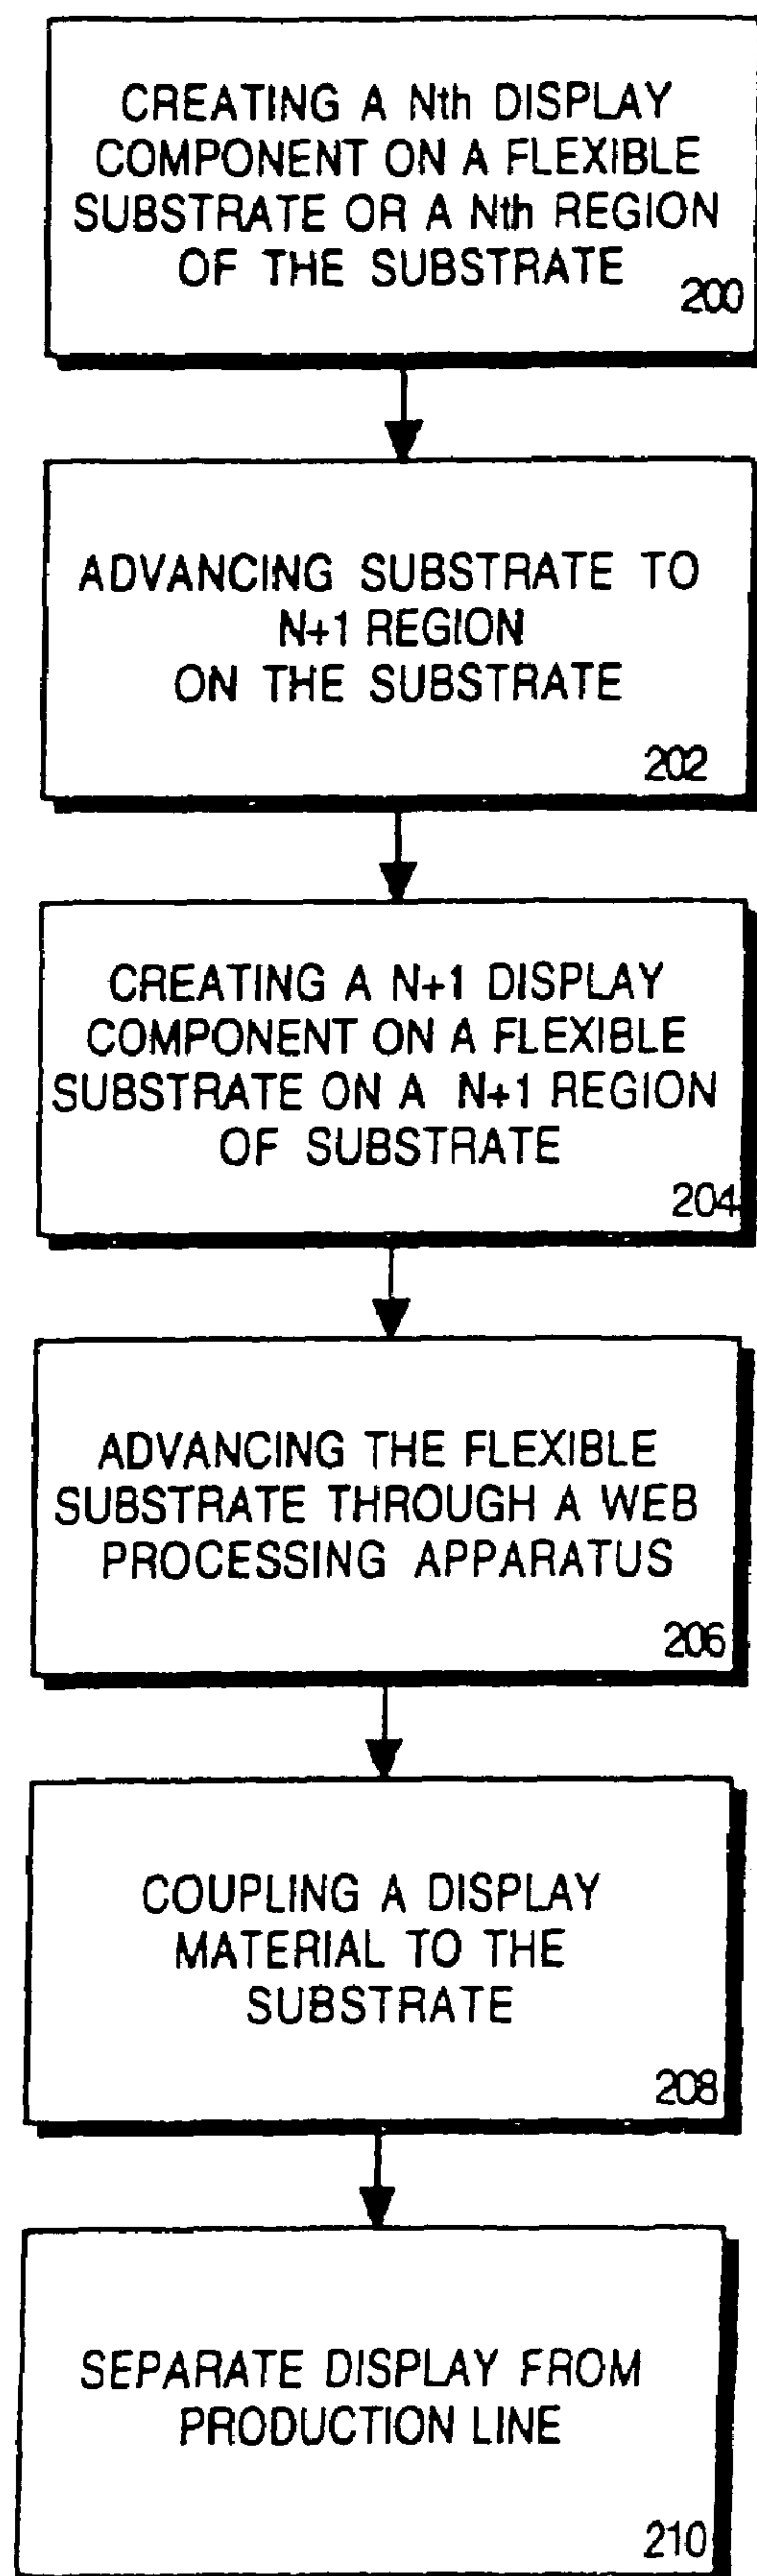 CREATING A Nth DISPLAY
COMPONENT ON A FLEXIBLE
SUBSTRATE OR A Nth REGION
OF THE SUBSTRATE
200
ADVANCING SUBSTRATE TO
N+1 REGION
ON THE SUBSTRATE
202
CREATING A N+1 DISPLAY
COMPONENT ON A FLEXIBLE
SUBSTRATE ON A N+1 REGION
OF SUBSTRATE
204
ADVANCING THE FLEXIBLE
SUBSTRATE THROUGH A WEB
PROCESSING APPARATUS
206
COUPLING A DISPLAY
MATERIAL TO THE
SUBSTRATE
208
SEPARATE DISPLAY FROM
PRODUCTION LINE
210